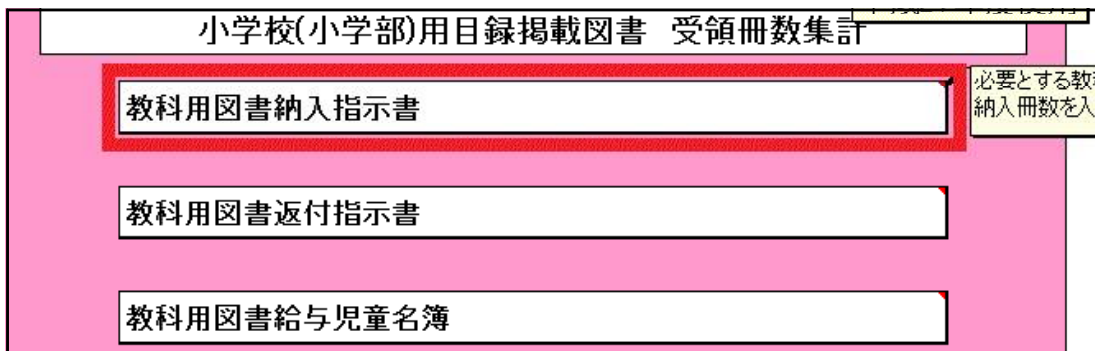 小学校(小学部)用目録掲載図書 受領冊数集計
教科用図書納入指示書
必要とする教
納入冊数を入
教科用図書返付指示書
教科用図書給与児童名簿